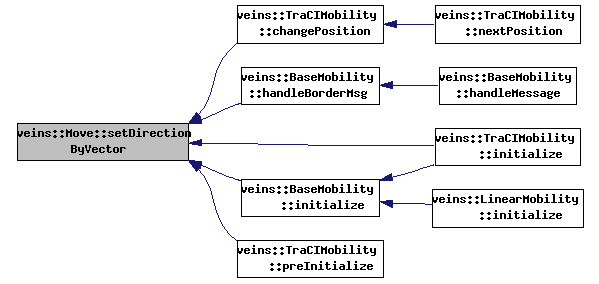 veins::TraCIMobility
::changePosition
veins::TraCIMobility
::nextPosition
veins::BaseMobility
::handleBorderMsg
veins::BaseMobility
::handleMessage
veins::Move::setDirection
ByVector
veins::TraCIMobility
::initialize
veins::BaseMobility
::initialize
veins::LinearMobility
::initialize
veins::TraCIMobility
::preInitialize